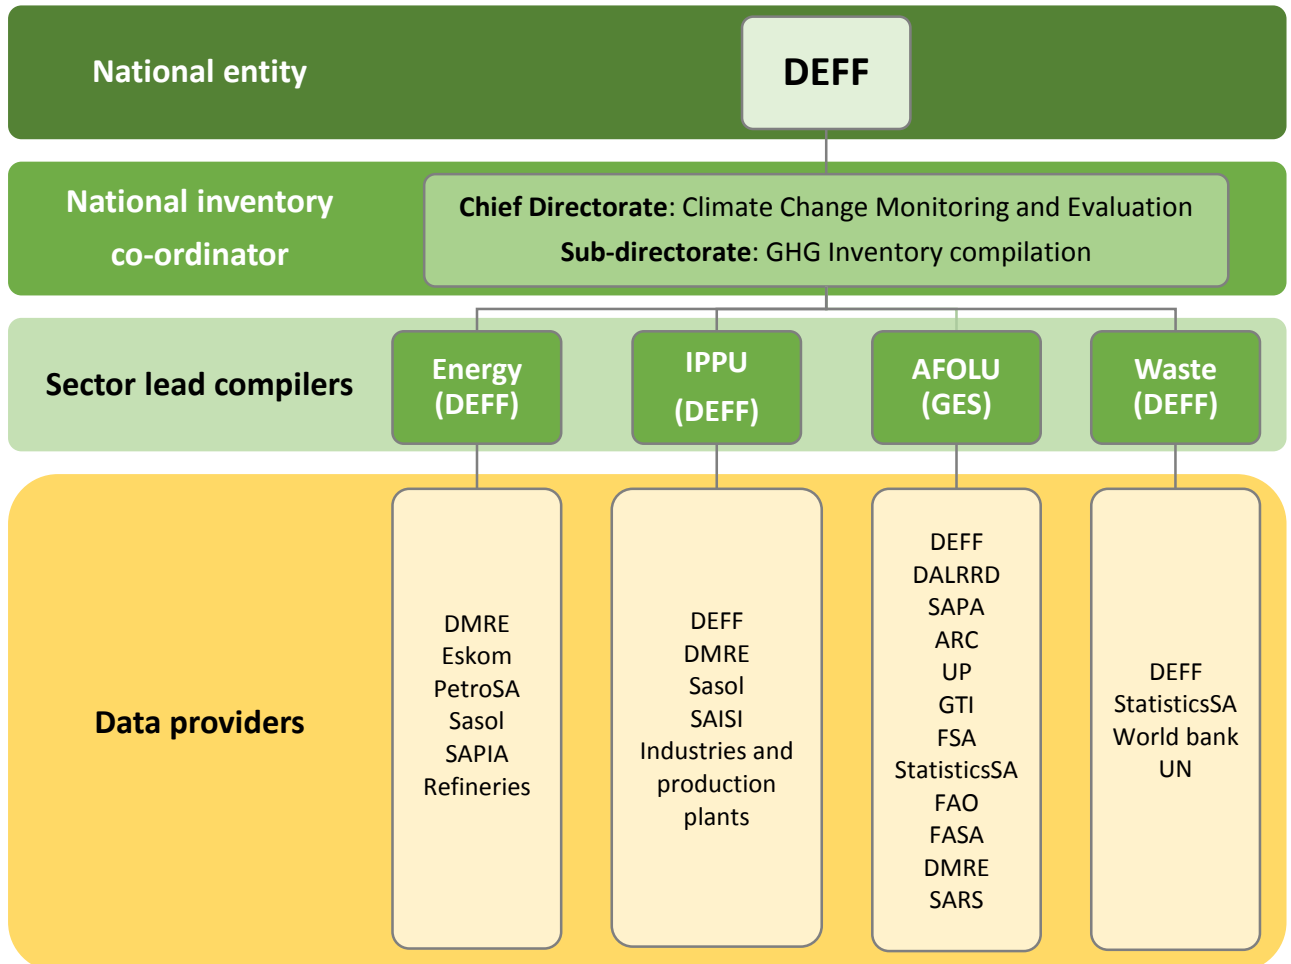 National entity
DEFF
National inventory
co-ordinator
Chief Directorate: Climate Change Monitoring and Evaluation
Sub-directorate: GHG Inventory compilation
Sector lead compilers
Energy
(DEFF)
IPPU
(DEFF)
AFOLU
(GES)
Waste
(DEFF)
Data providers
DMRE
Eskom
PetroSA
Sasol
SAPIA
Refineries
DEFF
DMRE
Sasol
SAISI
Industries and
production
plants
DEFF
DALRRD
SAPA
ARC
UP
GTI
FSA
StatisticsSA
FAO
FASA
DMRE
SARS
DEFF
StatisticsSA
World bank
UN